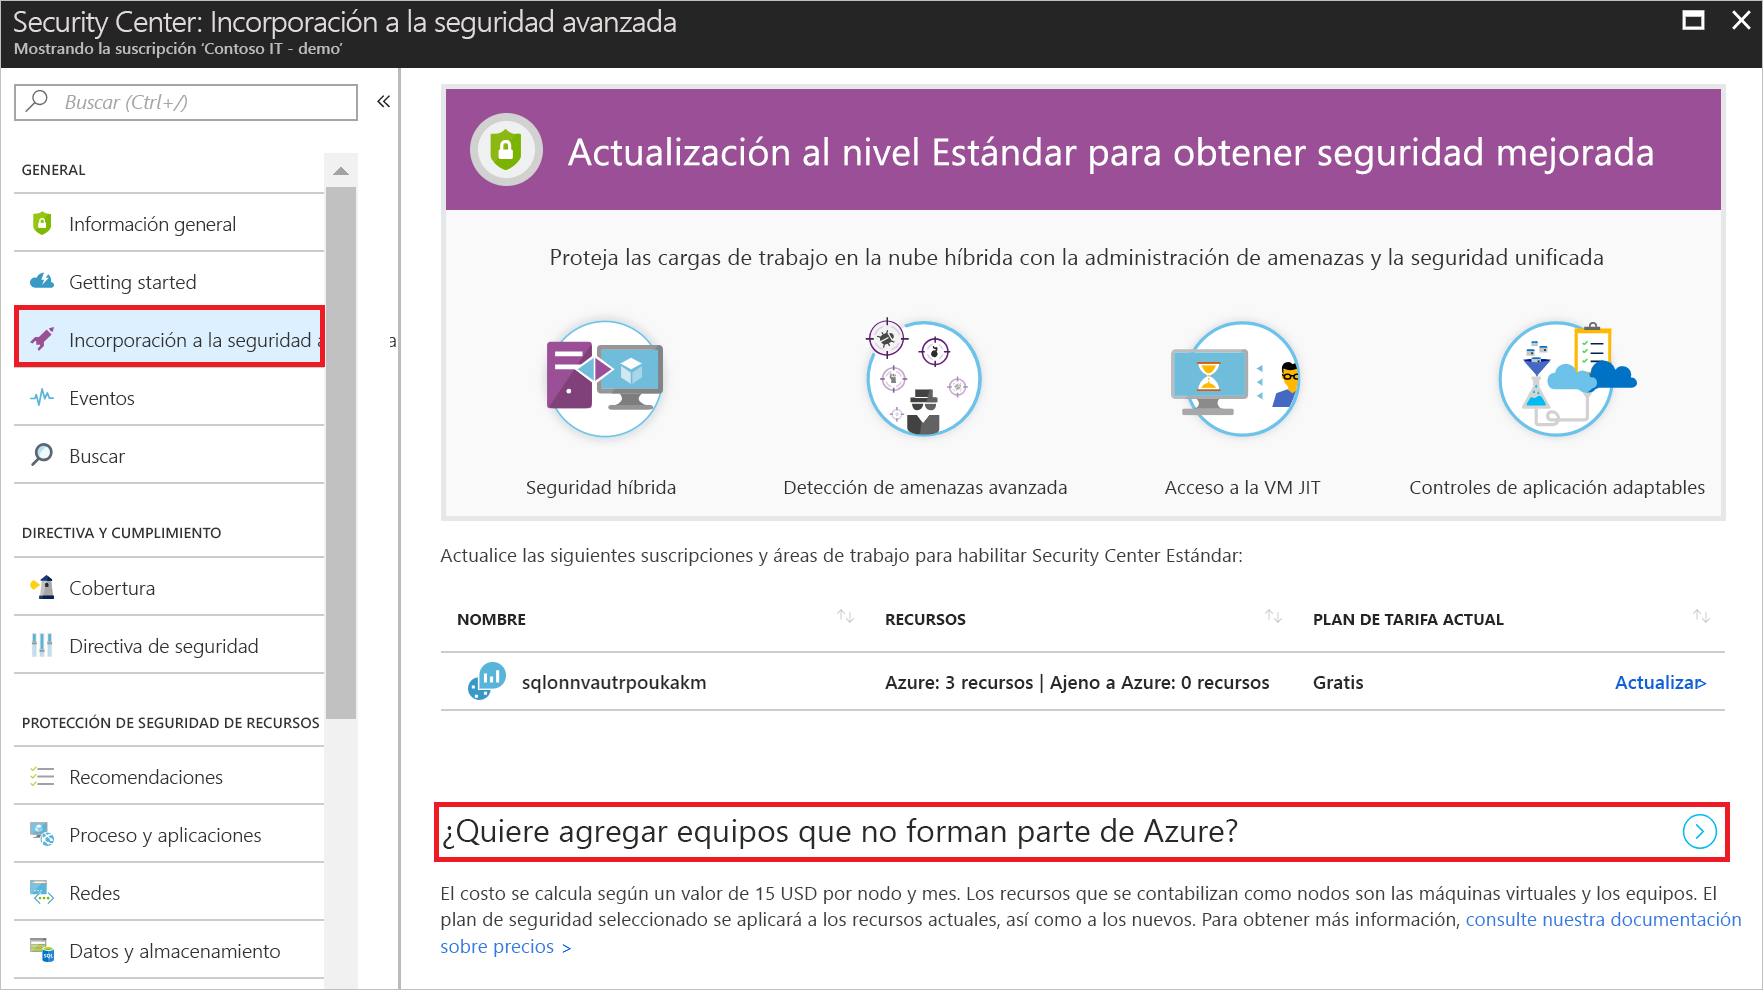 Security Center: Incorporación a la seguridad avanzada
Mostrando la suscripción 'Contoso IT - demo'
Buscar (Ctrl+/)
GENERAL
Información general
Getting started
Incorporación a la seguridad a
Eventos
Buscar
DIRECTIVA Y CUMPLIMIENTO
Cobertura
Directiva de seguridad
PROTECCIÓN DE SEGURIDAD DE RECURSOS
Recomendaciones
Proceso y aplicaciones
Redes
Datos y almacenamiento
Actualización al nivel Estándar para obtener seguridad mejorada
Proteja las cargas de trabajo en la nube híbrida con la administración de amenazas y la seguridad unificada
Seguridad híbrida
Detección de amenazas avanzada
Acceso a la VM JIT
Controles de aplicación adaptables
Actualice las siguientes suscripciones y áreas de trabajo para habilitar Security Center Estándar:
NOMBRE RECURSOS PLAN DE TARIFA ACTUAL
sqlonnvautrpoukakm Azure: 3 recursos | Ajeno a Azure: 0 recursos Gratis Actualizar>
¿Quiere agregar equipos que no forman parte de Azure?
El costo se calcula según un valor de 15 USD por nodo y mes. Los recursos que se contabilizan como nodos son las máquinas virtuales y los equipos. El
plan de seguridad seleccionado se aplicará a los recursos actuales, así como a los nuevos. Para obtener más información, consulte nuestra documentación
sobre precios >